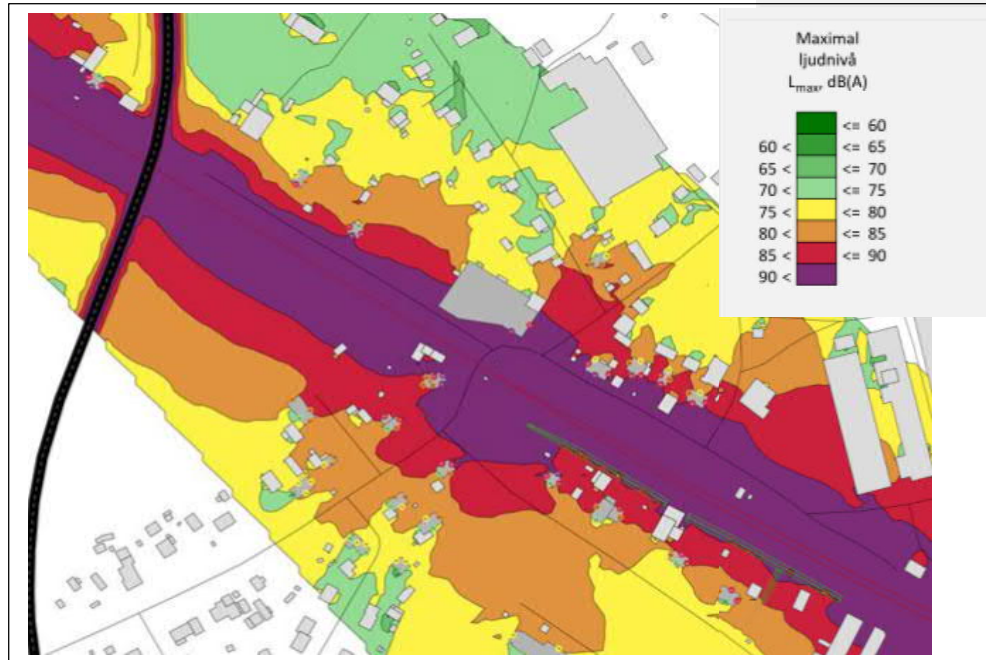 Maximal
ljudnivå
Lmax, dB(A)
<= 60
60 < <= 65
65 < <= 70
70 < <= 75
75 < <= 80
80 < <= 85
85 < <= 90
90 <